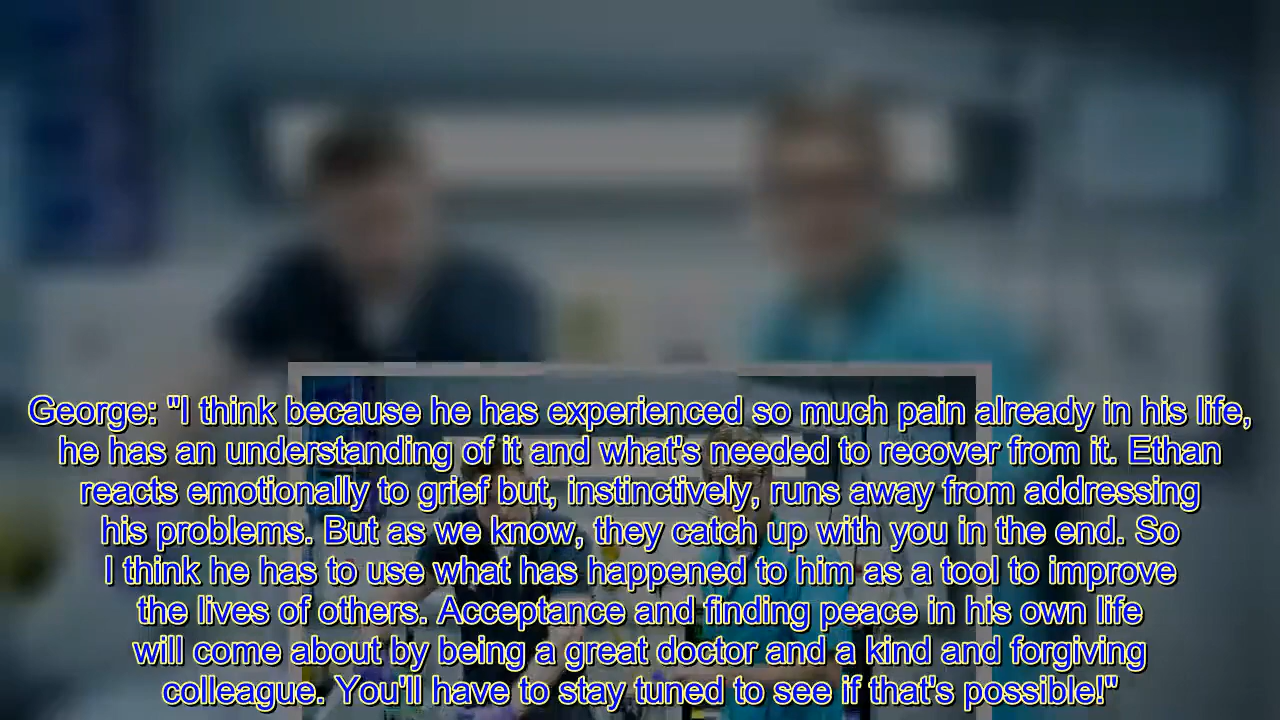 George: "I think because he has experienced so much pain already in his life,
he has an understanding of it and what's needed to recover from it. Ethan
reacts emotionally to grief but, instinctively, runs away from addressing
his problems. But as we know, they catch up with you in the end. So
I think he has to use what has happened to him as a tool to improve
the lives of others. Acceptance and finding peace in his own life
will come about by being a great doctor and a kind and forgiving
colleague. You'll have to stay tuned to see if that's possible!"